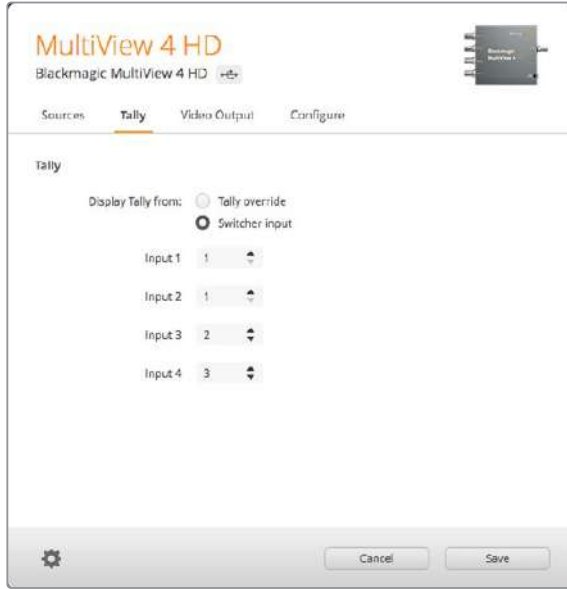 MultiView 4 HD
Blackmagic MultiView 4 HD
Sources Tally Video Output Configure
Tally
Display Tally from: Tally override
Switcher input
Input 1 1
Input 2 1
Input 3 2
Input 4 3
Cancel Save